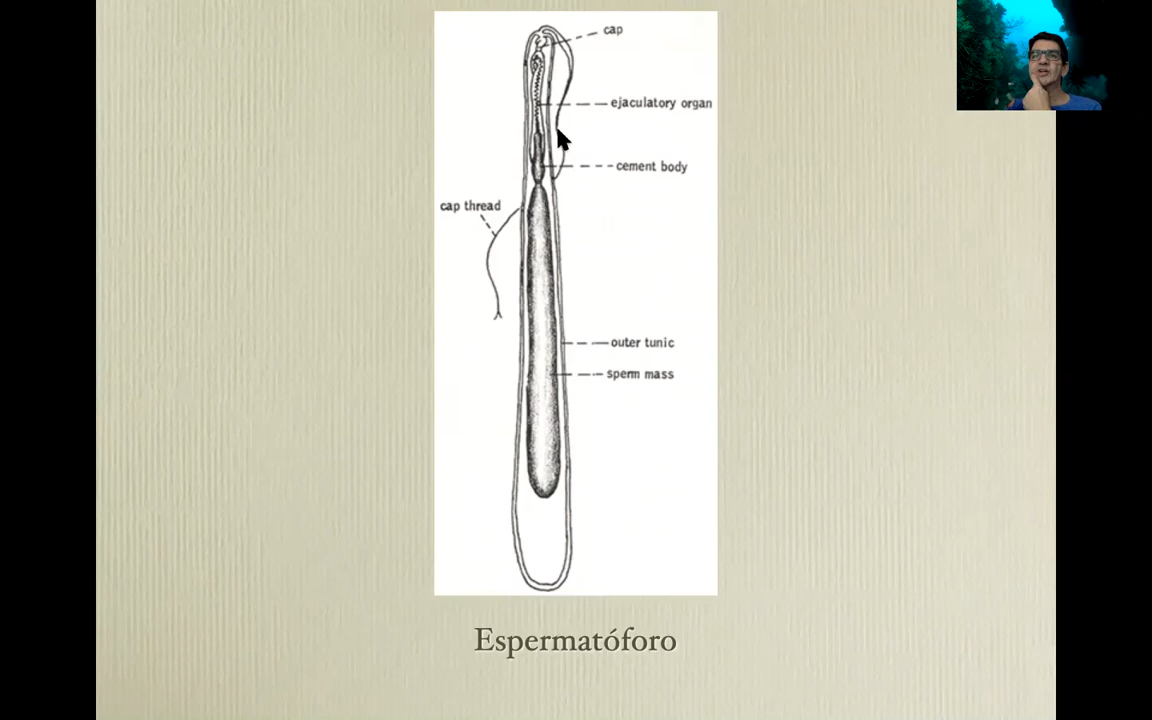 cap
ejaculatory organ
cement body
cap thread
outer tunic
sperm mass
Espermatóforo